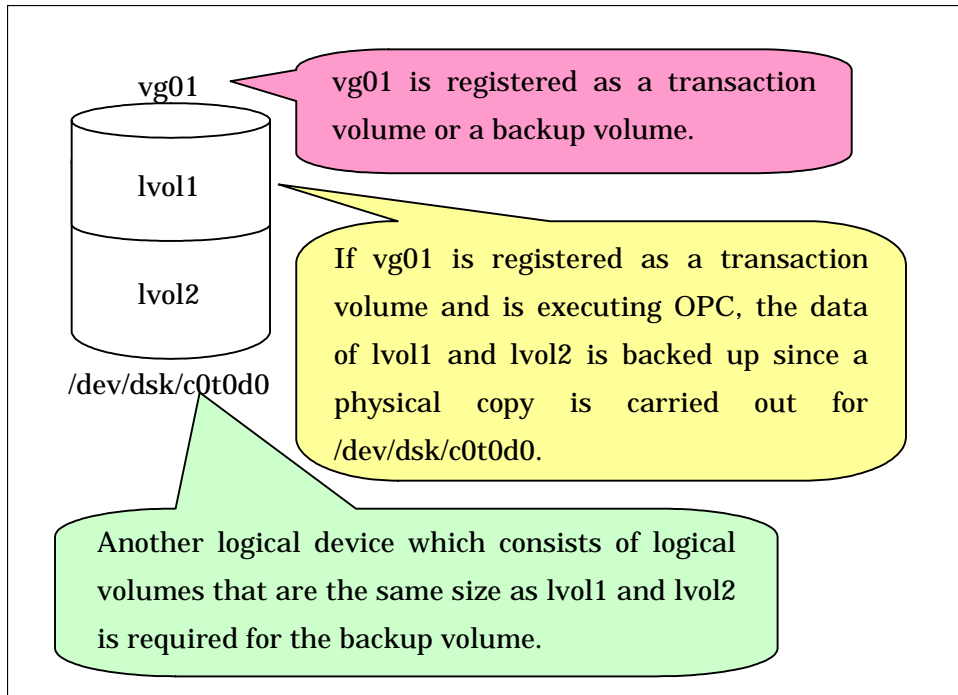 vg01
vg01 is registered as a transaction
volume or a backup volume.
lvol1
If vg01 is registered as a transaction
volume and is executing OPC, the data
of lvol1 and lvol2 is backed up since a
physical copy is carried out for
/dev/dsk/c0t0d0.
lvol2
/dev/dsk/c0t0d0
Another logical device which consists of logical
volumes that are the same size as lvol1 and lvol2
is required for the backup volume.